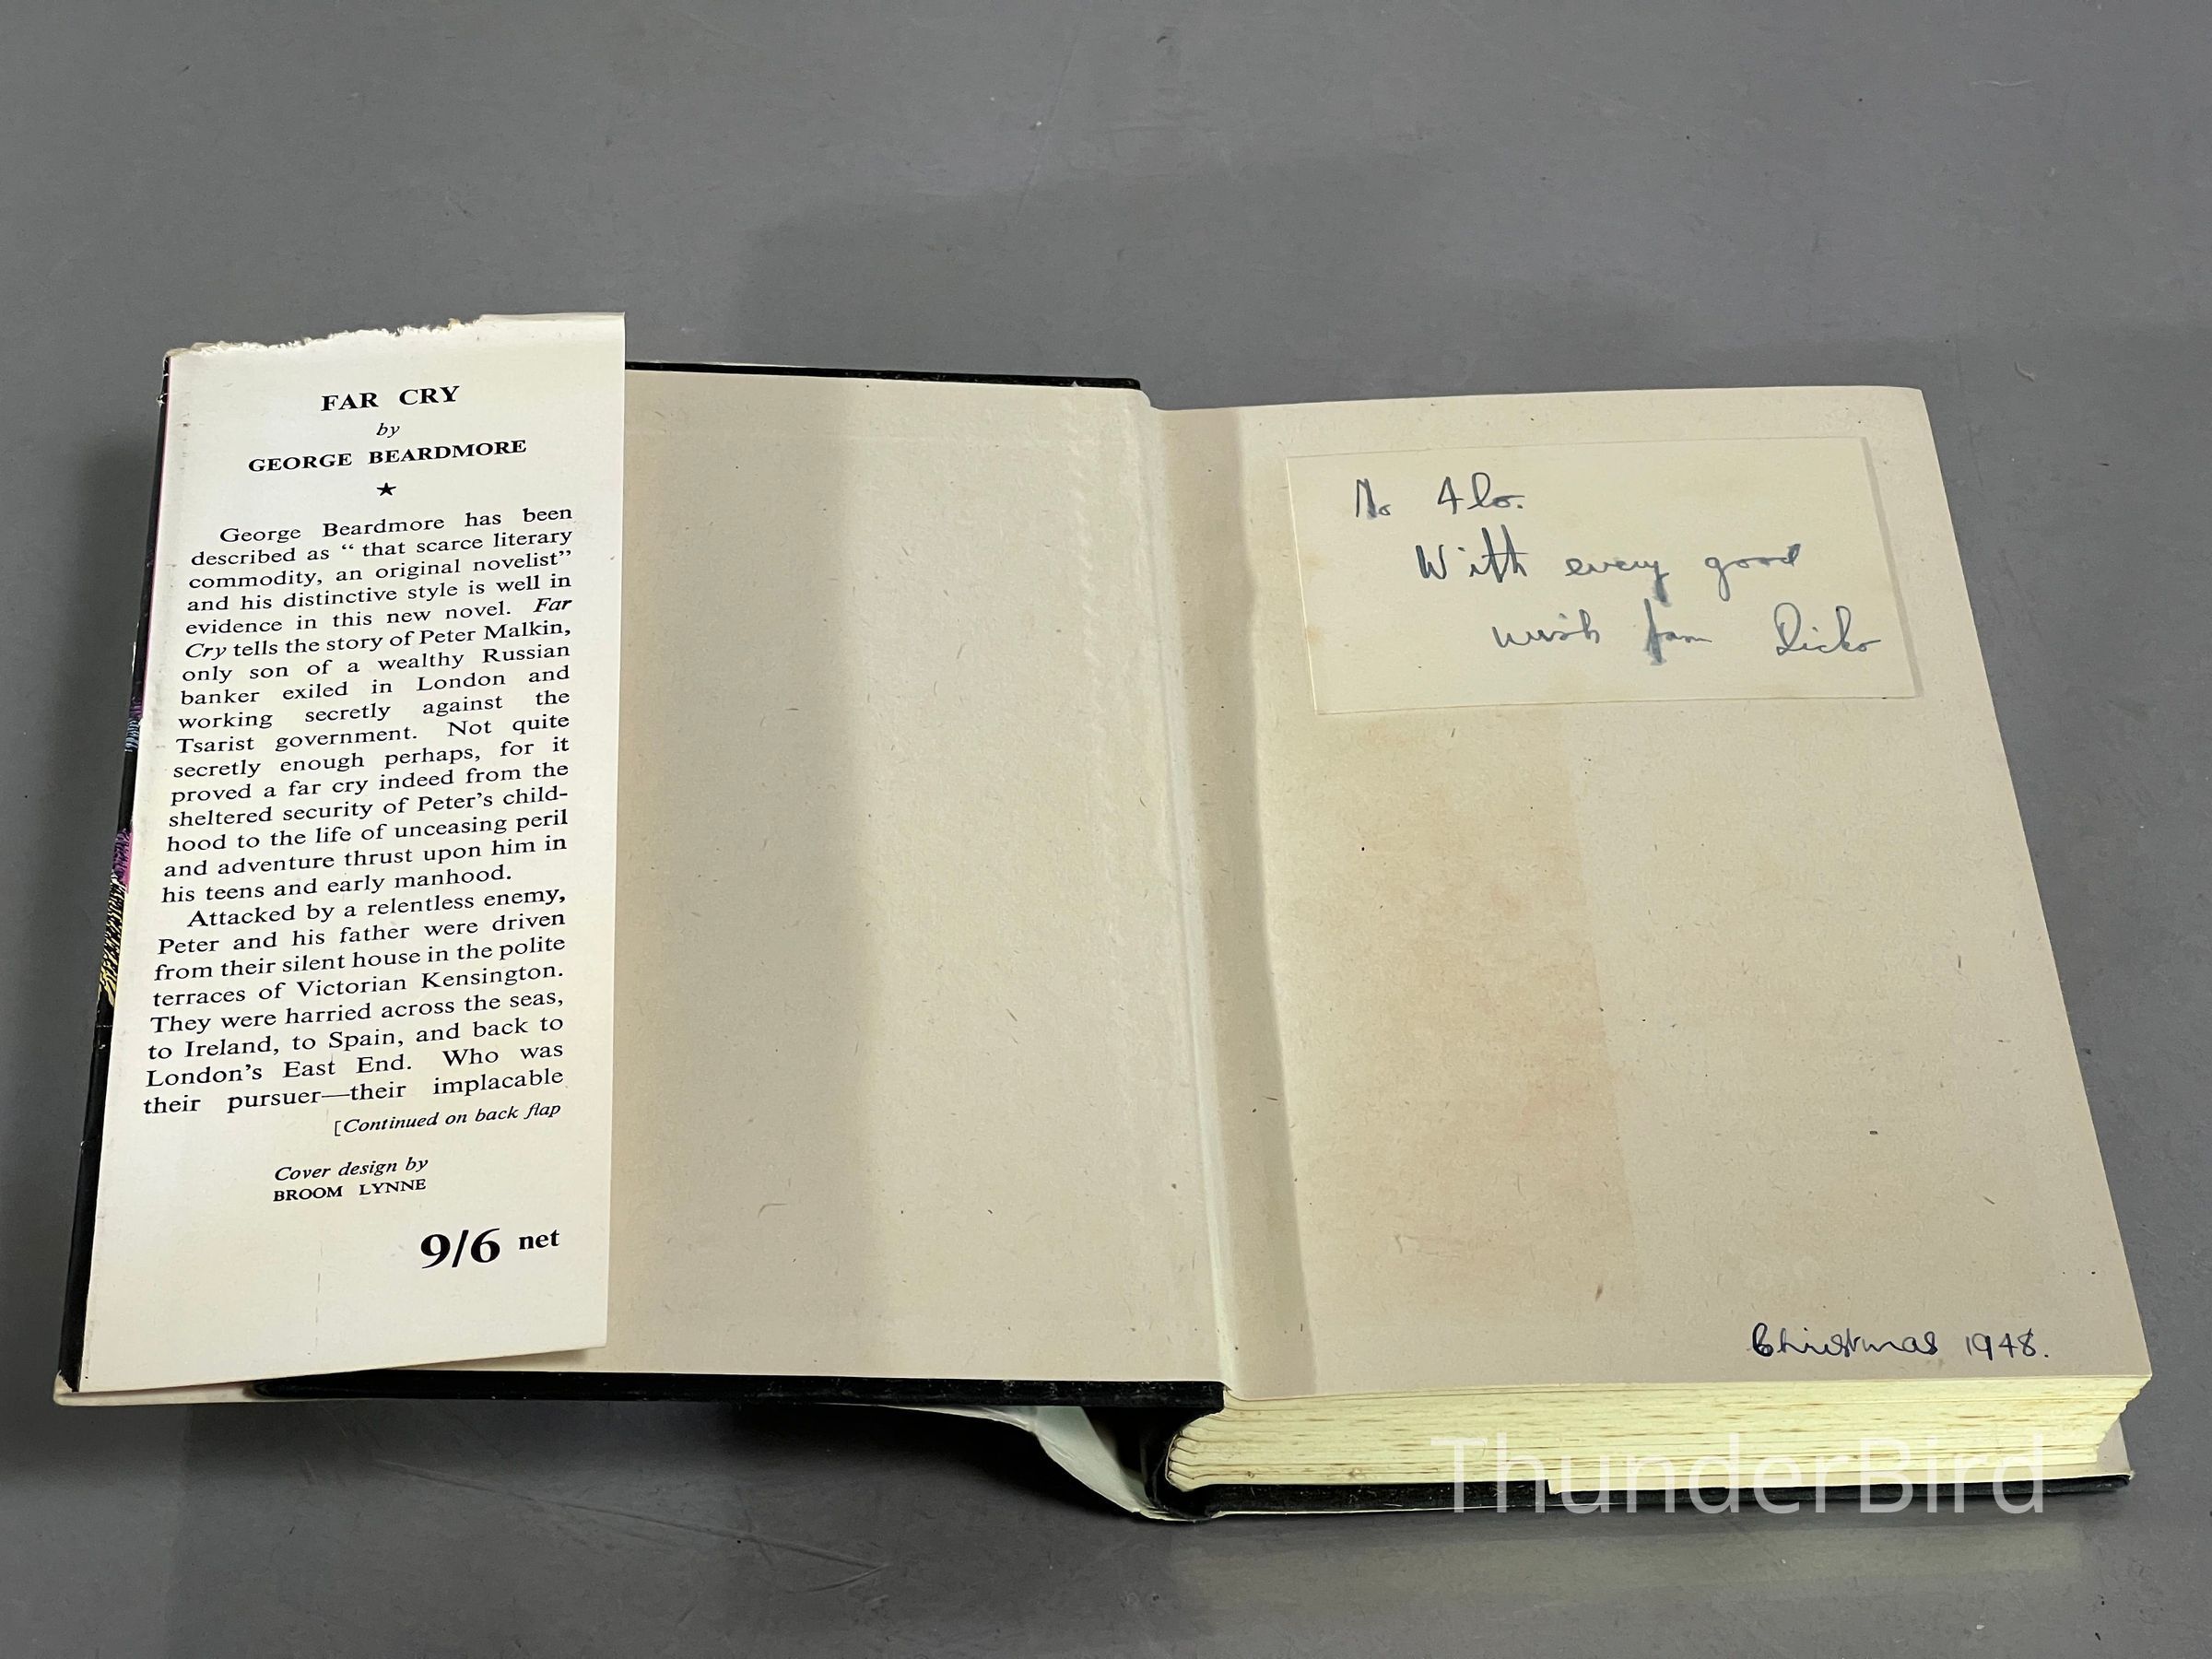 FAR CRY
by
GEORGE BEARDMORE
★
George Beardmore has been
described as “ that scarce literary
commodity, an original novelist”
and his distinctive style is well in
evidence in this new novel. Far
Cry tells the story of Peter Malkin,
only son of a wealthy Russian
banker exiled in London and
working secretly against the
Tsarist government. Not quite
secretly enough perhaps, for it
proved a far cry indeed from the
sheltered security of Peter’s child-
hood to the life of unceasing peril
and adventure thrust upon him in
his teens and early manhood.
Attacked by a relentless enemy,
Peter and his father were driven
from their silent house in the polite
terraces of Victorian Kensington.
They were harried across the seas,
to Ireland, to Spain, and back to
London’s East End. Who was
their pursuer—their implacable
[Continued on back flap
Cover design by
BROOM LYNNE
9/6 net
To Flo.
With every good
wish from
Christmas 1948.
ThunderBird